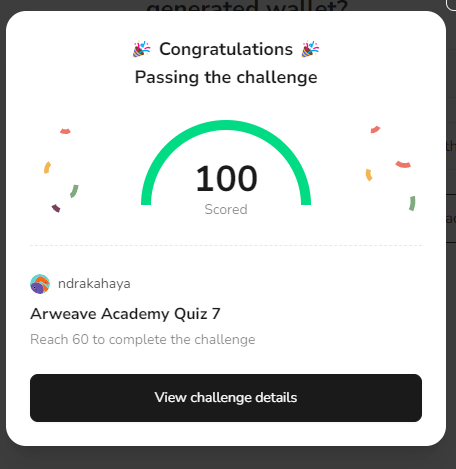 generated wallet?
🎉 Congratulations 🎉
Passing the challenge
100
Scored
ndrakahaya
Arweave Academy Quiz 7
Reach 60 to complete the challenge
View challenge details